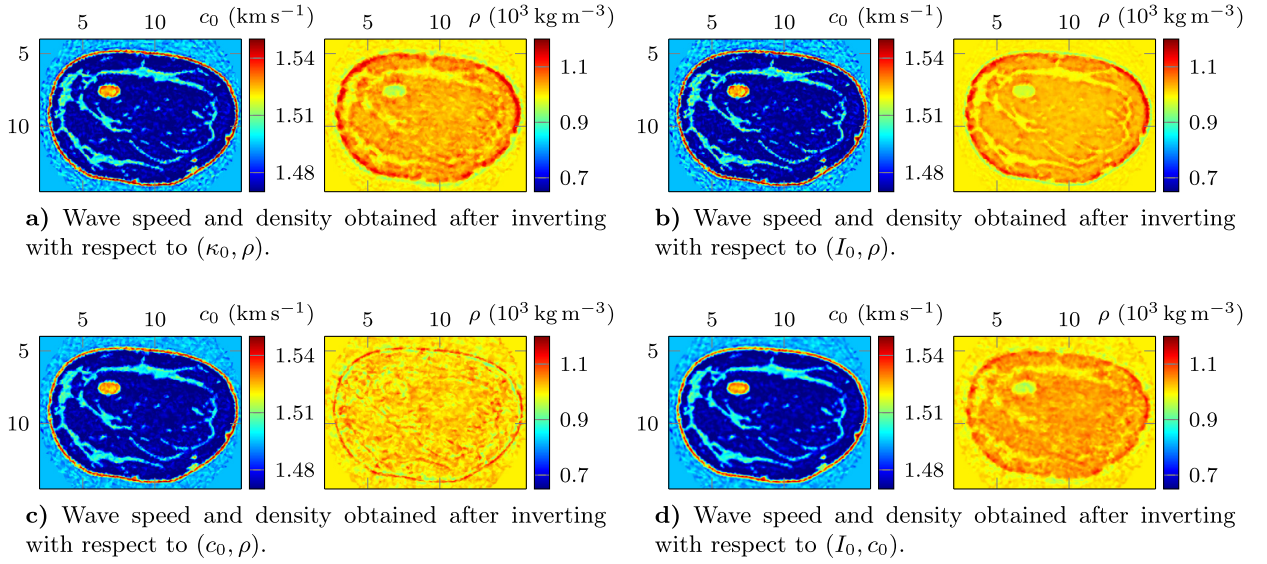 5 10 c₀ (km s⁻¹) 5 10 ρ (10³ kg m⁻³)
5 1.54 1.1
10 1.51 0.9
1.48 0.7
a) Wave speed and density obtained after inverting
with respect to (κ₀, ρ).
5 10 c₀ (km s⁻¹) 5 10 ρ (10³ kg m⁻³)
5 1.54 1.1
10 1.51 0.9
1.48 0.7
b) Wave speed and density obtained after inverting
with respect to (I₀, ρ).
5 10 c₀ (km s⁻¹) 5 10 ρ (10³ kg m⁻³)
5 1.54 1.1
10 1.51 0.9
1.48 0.7
c) Wave speed and density obtained after inverting
with respect to (c₀, ρ).
5 10 c₀ (km s⁻¹) 5 10 ρ (10³ kg m⁻³)
5 1.54 1.1
10 1.51 0.9
1.48 0.7
d) Wave speed and density obtained after inverting
with respect to (I₀, c₀).